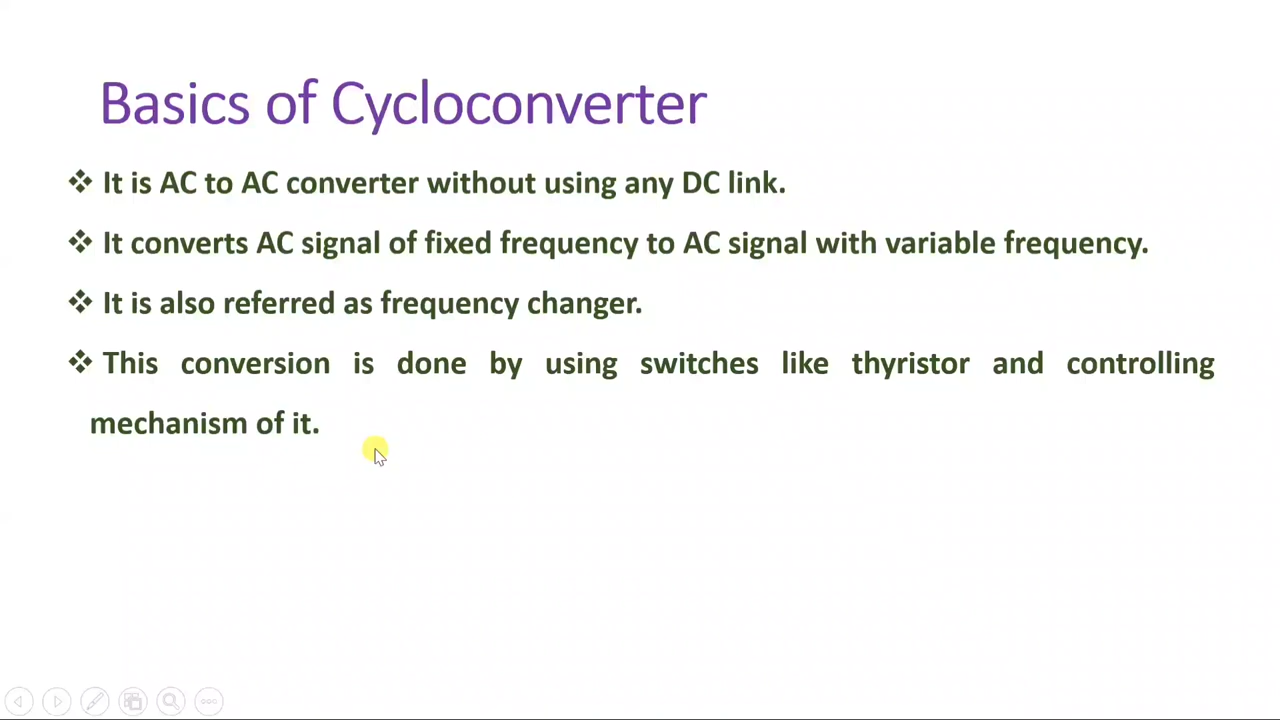 Basics of Cycloconverter
❖ It is AC to AC converter without using any DC link.
❖ It converts AC signal of fixed frequency to AC signal with variable frequency.
❖ It is also referred as frequency changer.
❖ This conversion is done by using switches like thyristor and controlling
mechanism of it.